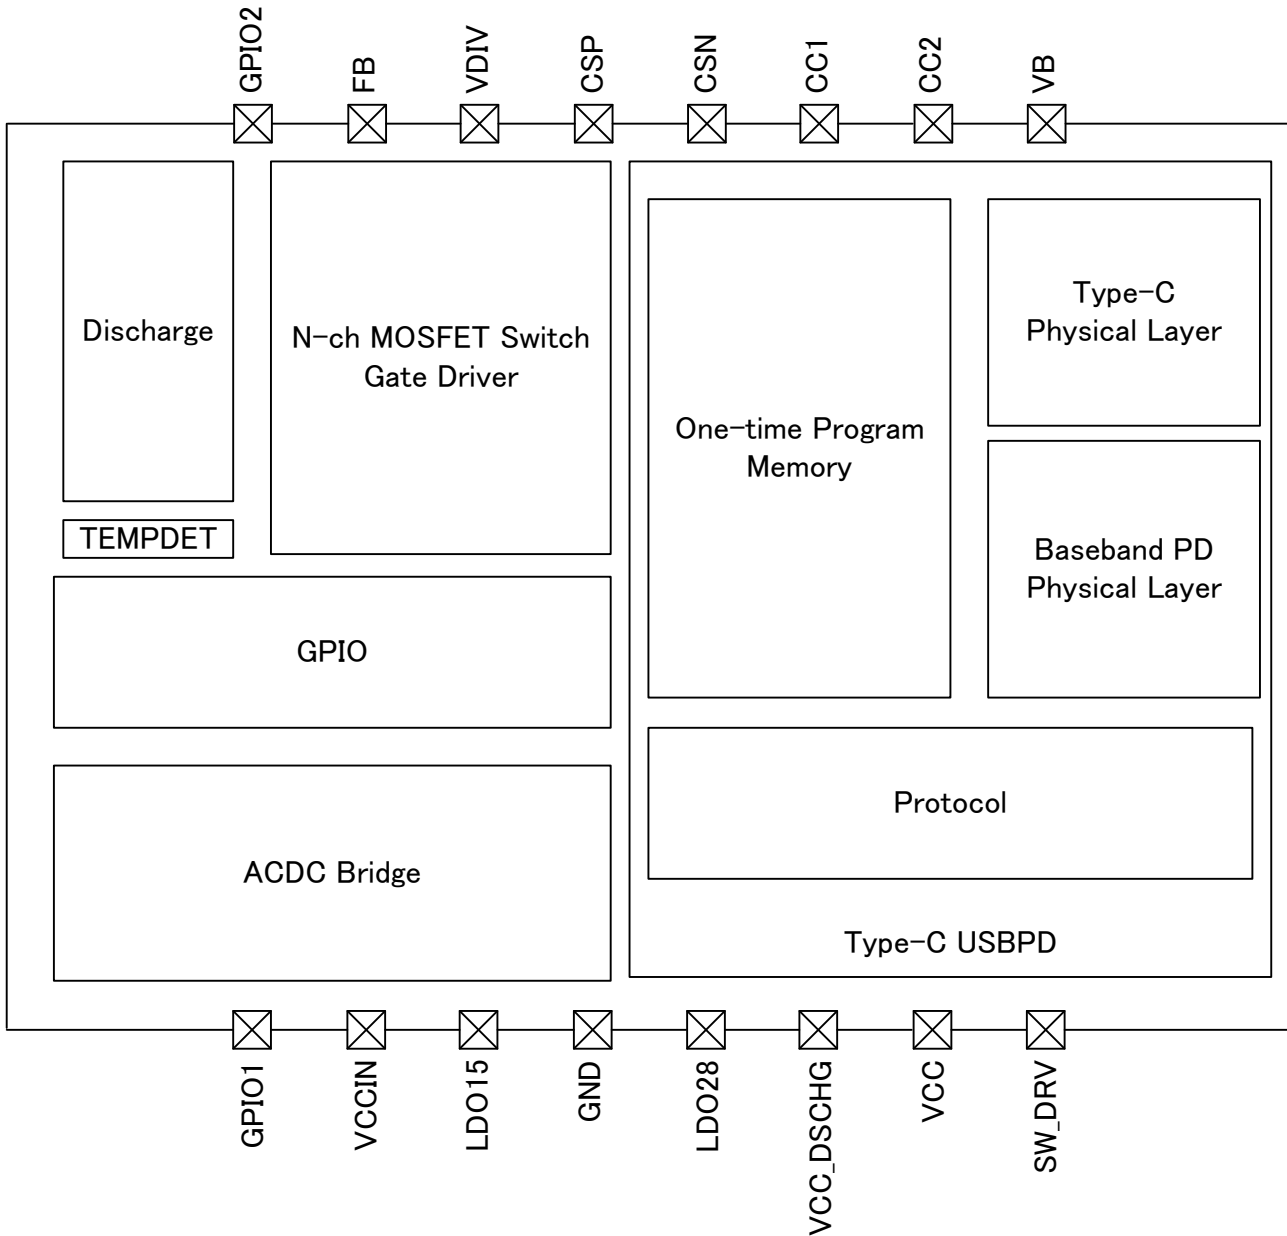 GPIO2
FB
VDIV
CSP
CSN
CC1
CC2
VB
Discharge
N-ch MOSFET Switch
Gate Driver
TEMPDET
GPIO
ACDC Bridge
One-time Program
Memory
Type-C
Physical Layer
Baseband PD
Physical Layer
Protocol
Type-C USBPD
GPIO1
VCCIN
LDO15
GND
LDO28
VCC_DSCHG
VCC
SW_DRV